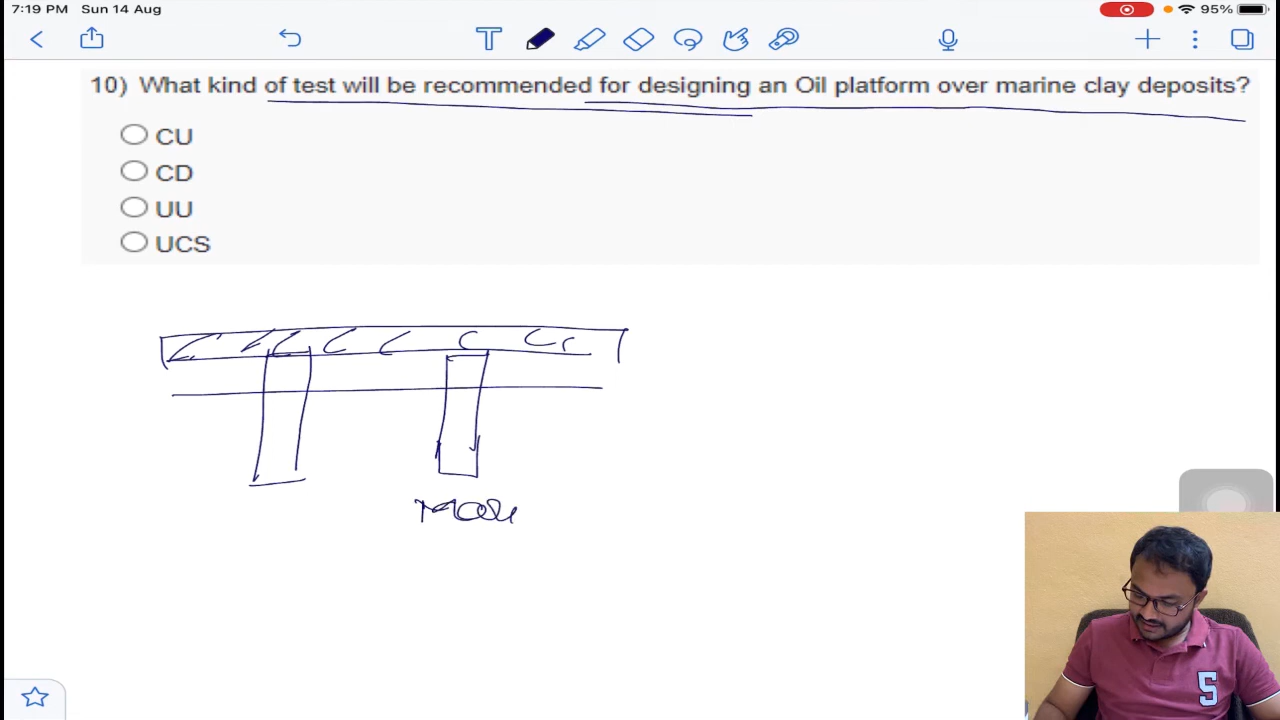 7:19 PM Sun 14 Aug
95%
T
10) What kind of test will be recommended for designing an Oil platform over marine clay deposits?
CU
CD
UU
UCS
S